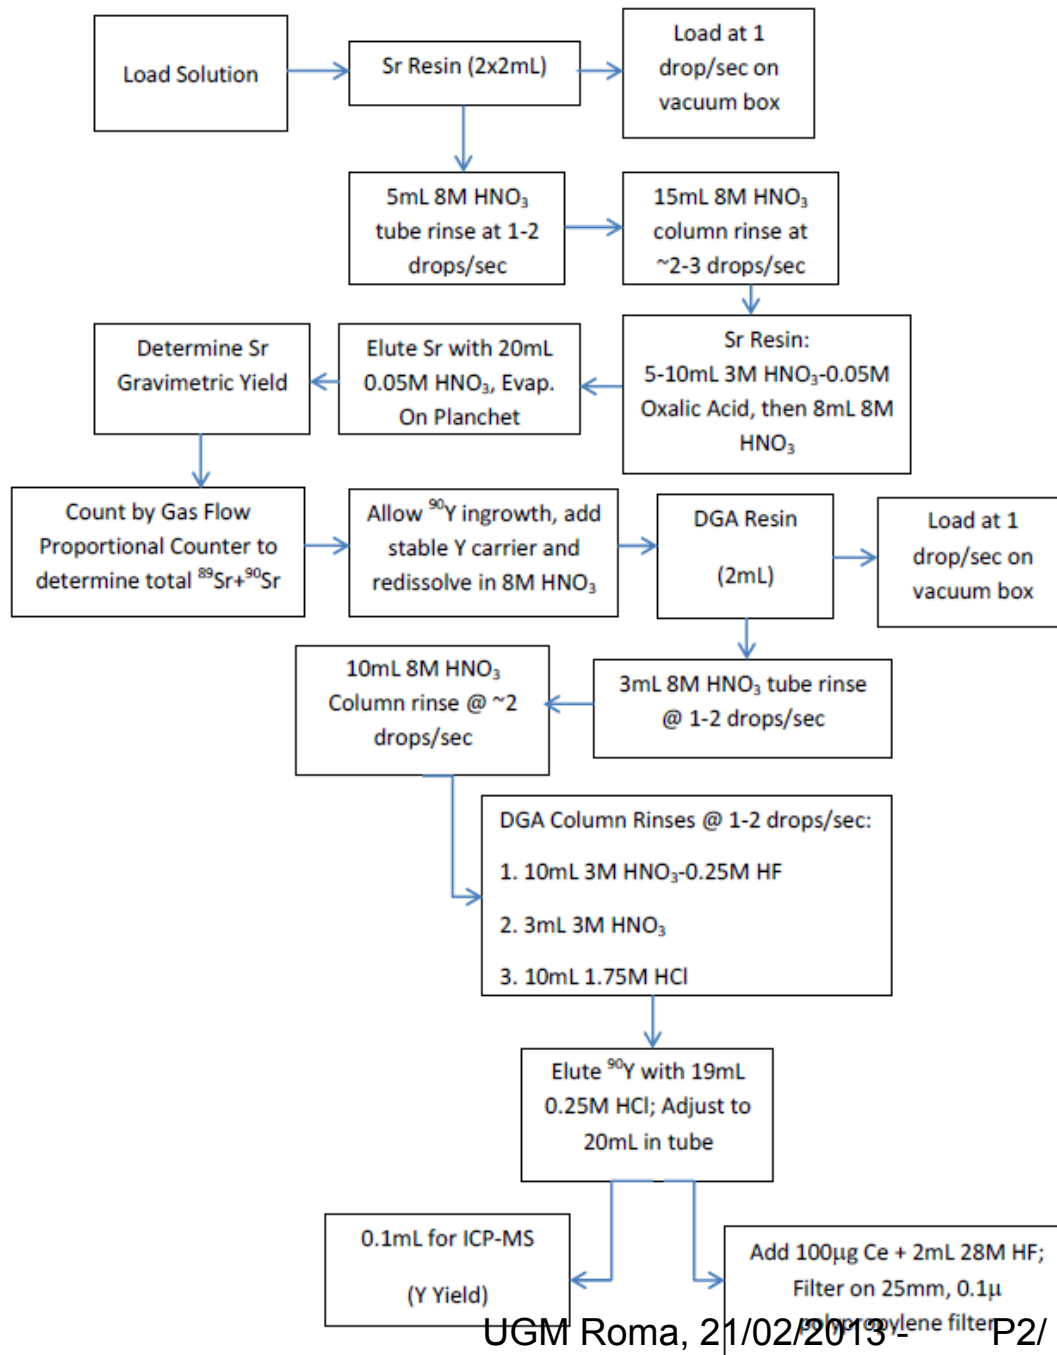 Load Solution
Sr Resin (2x2mL)
Load at 1
drop/sec on
vacuum box
5mL 8M HNO₃
tube rinse at 1-2
drops/sec
15mL 8M HNO₃
column rinse at
~2-3 drops/sec
Sr Resin:
5-10mL 3M HNO₃-0.05M
Oxalic Acid, then 8mL 8M
HNO₃
Elute Sr with 20mL
0.05M HNO₃, Evap.
On Planchet
Determine Sr
Gravimetric Yield
Count by Gas Flow
Proportional Counter to
determine total ⁸⁹Sr+⁹⁰Sr
Allow ⁹⁰Y ingrowth, add
stable Y carrier and
redissolve in 8M HNO₃
DGA Resin
(2mL)
Load at 1
drop/sec on
vacuum box
3mL 8M HNO₃ tube rinse
@ 1-2 drops/sec
10mL 8M HNO₃
Column rinse @ ~2
drops/sec
DGA Column Rinses @ 1-2 drops/sec:
1. 10mL 3M HNO₃-0.25M HF
2. 3mL 3M HNO₃
3. 10mL 1.75M HCl
Elute ⁹⁰Y with 19mL
0.25M HCl; Adjust to
20mL in tube
0.1mL for ICP-MS
(Y Yield)
Add 100µg Ce + 2mL 28M HF;
Filter on 25mm, 0.1µ
polypropylene filter
UGM Roma, 21/02/2013 - P2/